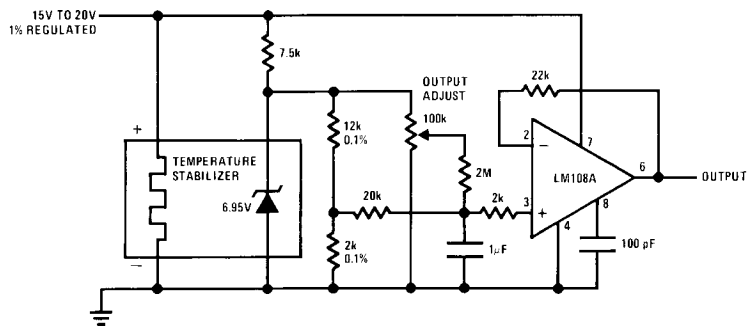 15V TO 20V
1% REGULATED
7.5k
OUTPUT
ADJUST
22k
12k
0.1%
100k
+
2
−
7
TEMPERATURE
STABILIZER
2M
LM108A
6
OUTPUT
6.95V
20k
2k
3
+
8
4
2k
0.1%
1μF
100 pF
−